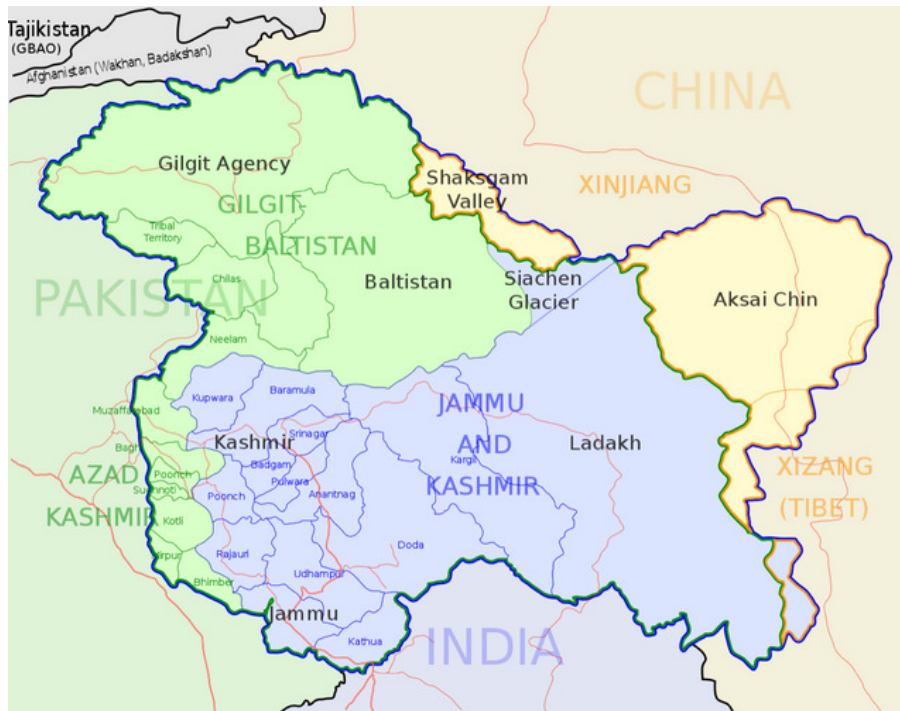 Tajikistan
(GBAO)
Afghanistan (Wakhan, Badakshan)
CHINA
Gilgit Agency
Shaksgam
Valley
XINJIANG
GILGIT-
BALTISTAN
Tribal
Territory
Chilas
Baltistan
Siachen
Glacier
Aksai Chin
PAKISTAN
Neelam
Kupwara
Baramula
Muzaffarabad
JAMMU
AND
KASHMIR
Kashmir
Srinagar
Ladakh
Bagh
Badgam
Kargil
AZAD
KASHMIR
Poonch
Sudhnoti
Pulwara
Poonch
Anantnag
XIZANG
(TIBET)
Kotli
Mirpur
Rajauri
Doda
Bhimber
Udhampur
Jammu
Kathua
INDIA